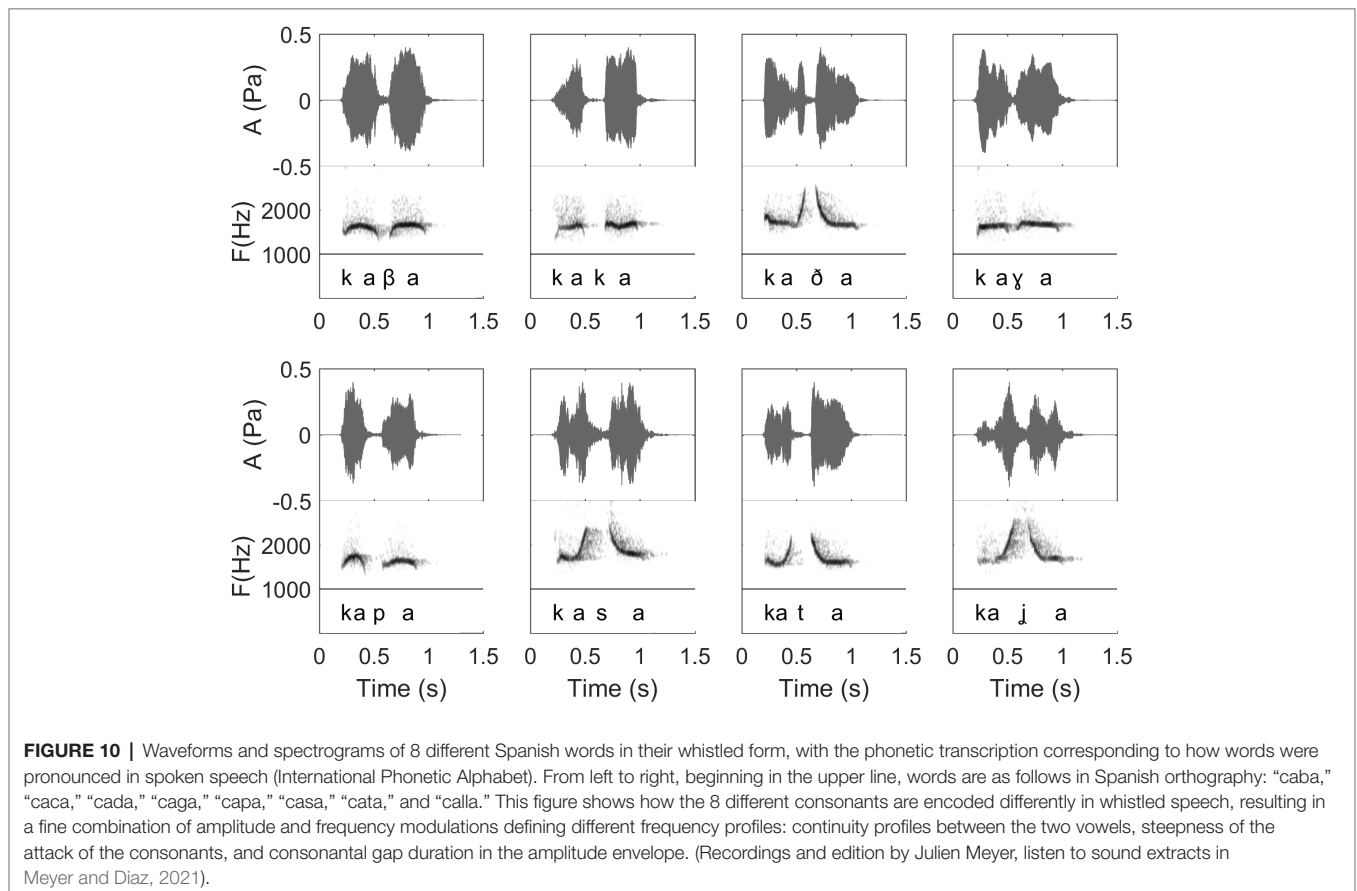 0.5
0
-0.5
A (Pa)
2000
1000
F(Hz)
k a β a
k a k a
k a ð a
k a ɣ a
0 0.5 1 1.5
0 0.5 1 1.5
0 0.5 1 1.5
0 0.5 1 1.5
0.5
0
-0.5
A (Pa)
2000
1000
F(Hz)
ka p a
k a s a
ka t a
ka ʝ a
0 0.5 1 1.5
0 0.5 1 1.5
0 0.5 1 1.5
0 0.5 1 1.5
Time (s)
Time (s)
Time (s)
Time (s)
FIGURE 10 | Waveforms and spectrograms of 8 different Spanish words in their whistled form, with the phonetic transcription corresponding to how words were
pronounced in spoken speech (International Phonetic Alphabet). From left to right, beginning in the upper line, words are as follows in Spanish orthography: “caba,”
“caca,” “cada,” “caga,” “capa,” “casa,” “cata,” and “calla.” This figure shows how the 8 different consonants are encoded differently in whistled speech, resulting in
a fine combination of amplitude and frequency modulations defining different frequency profiles: continuity profiles between the two vowels, steepness of the
attack of the consonants, and consonantal gap duration in the amplitude envelope. (Recordings and edition by Julien Meyer, listen to sound extracts in
Meyer and Diaz, 2021).